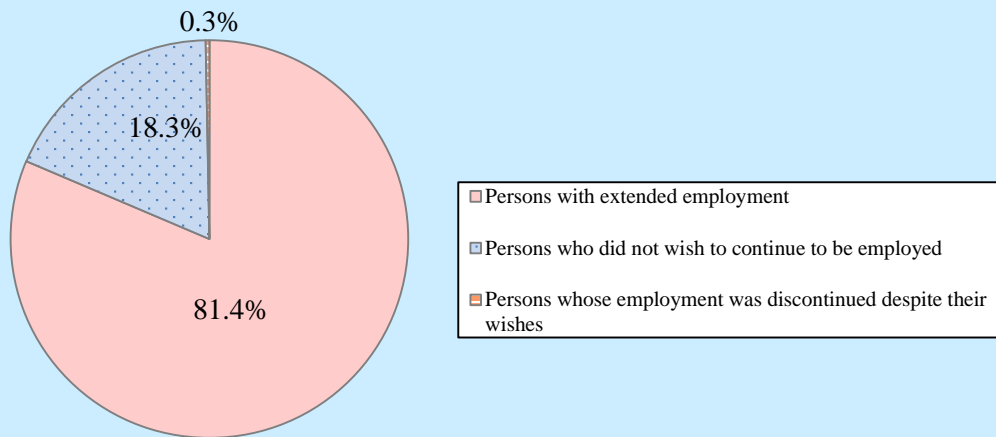 0.3%
18.3%
81.4%
Persons with extended employment
Persons who did not wish to continue to be employed
Persons whose employment was discontinued despite their
wishes